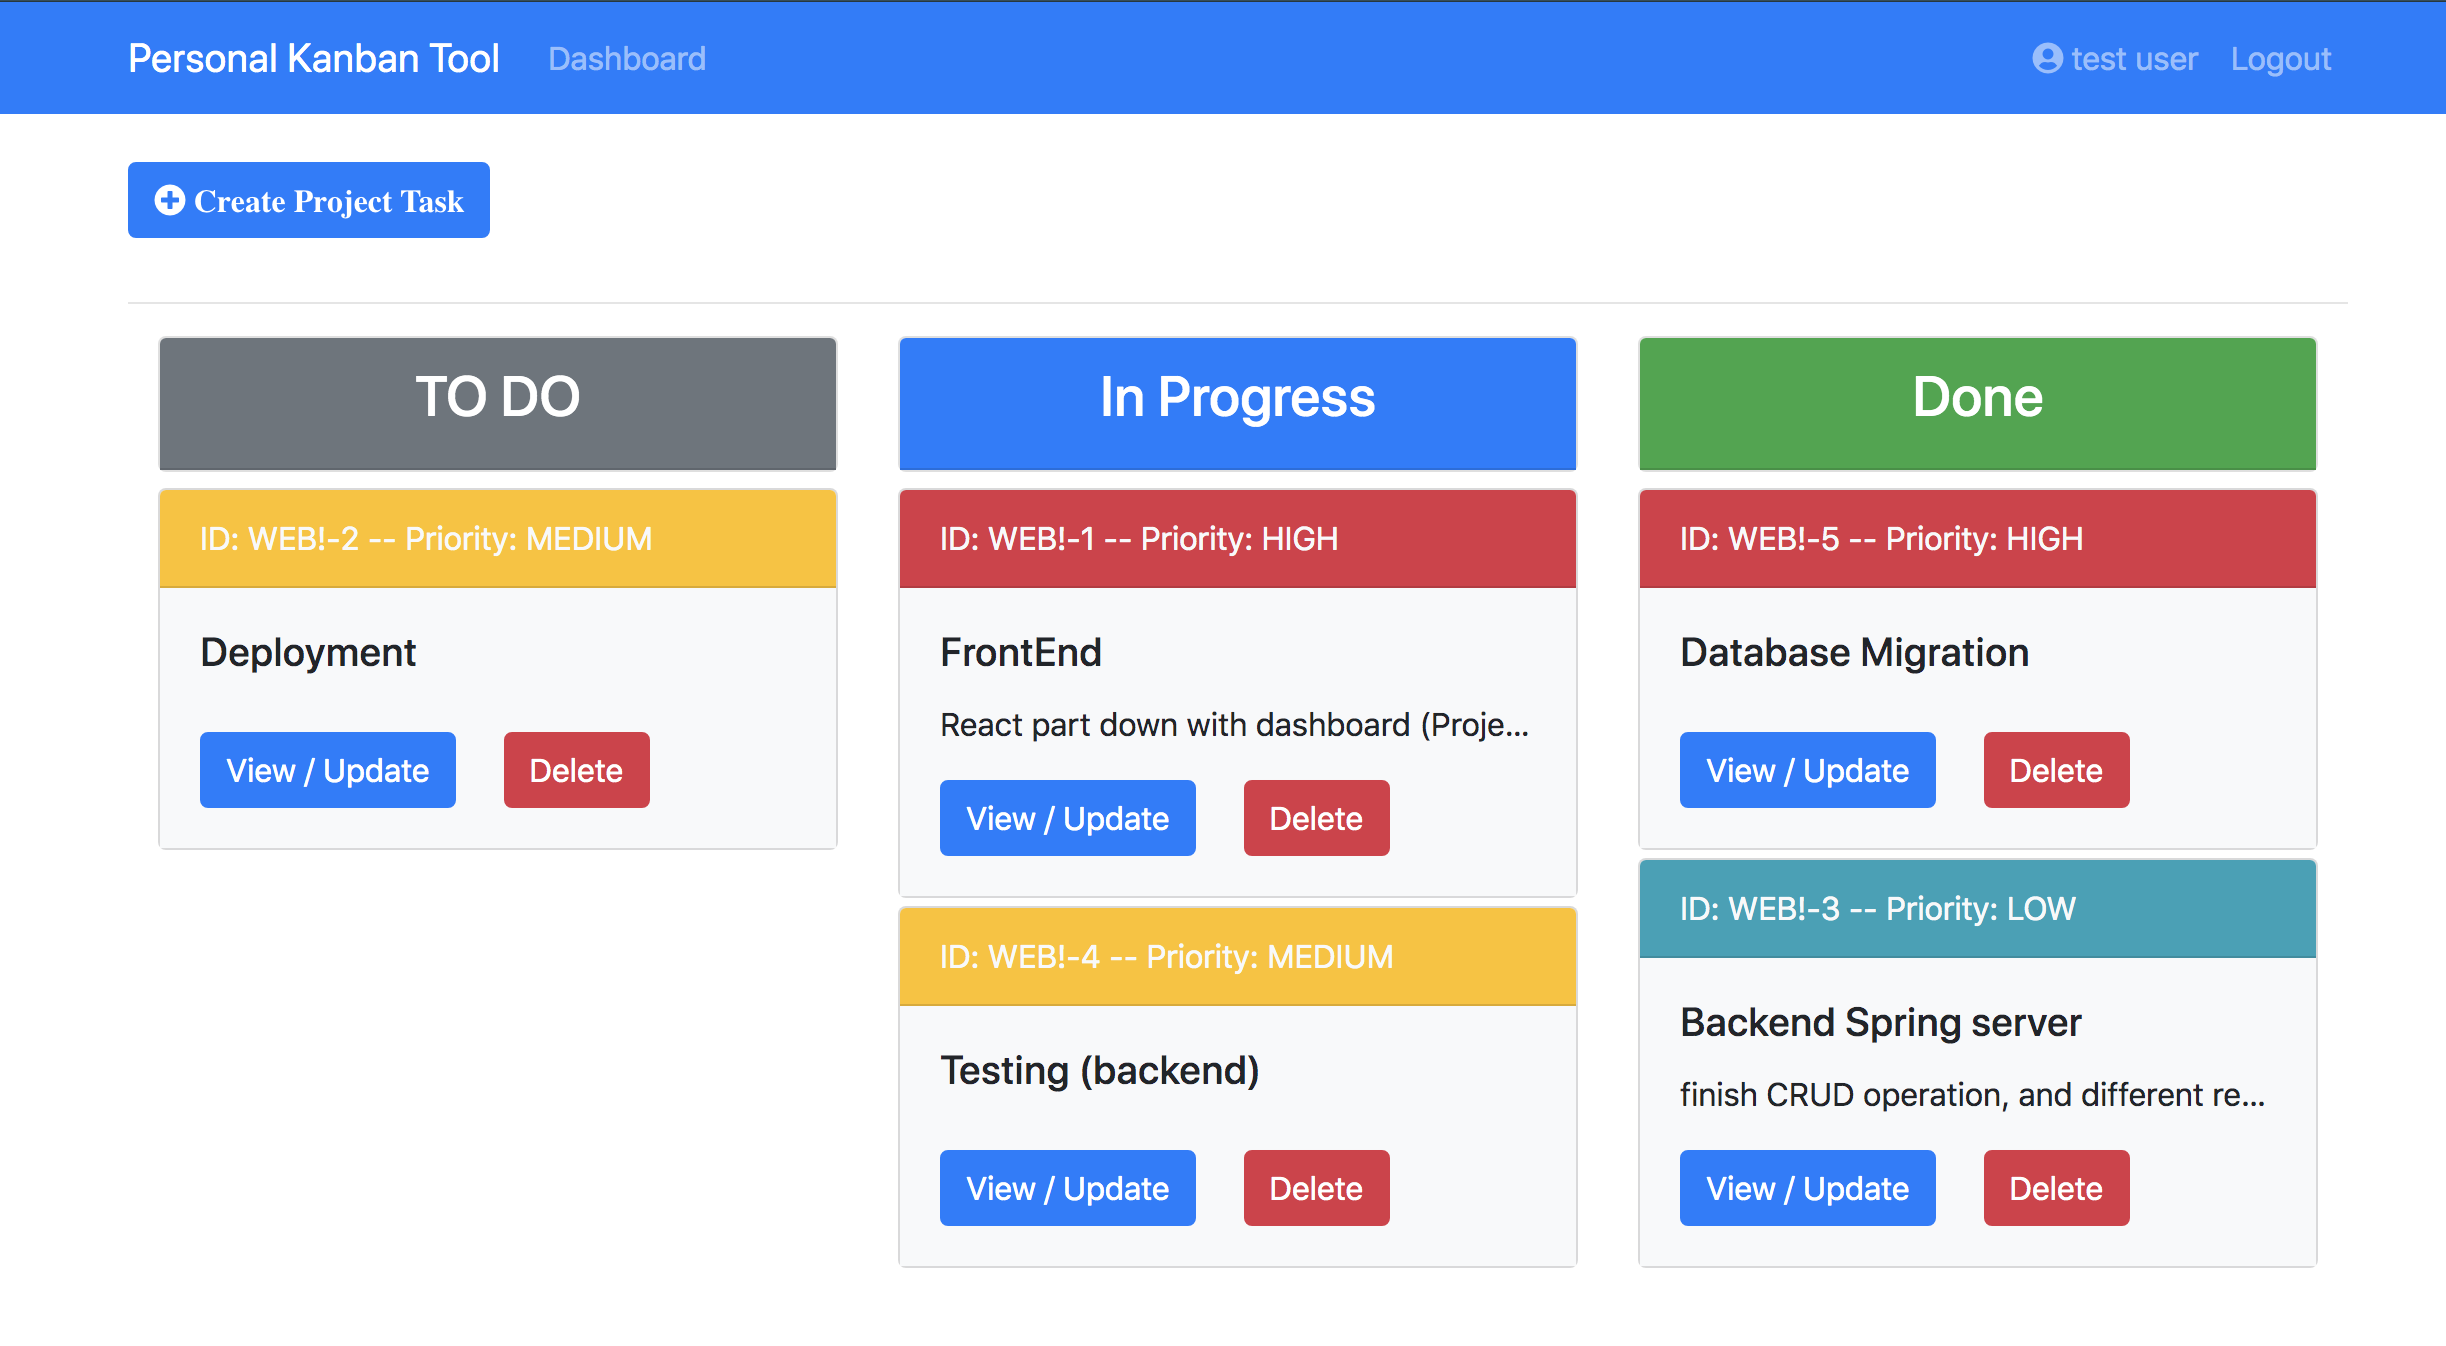 Personal Kanban Tool Dashboard test user Logout
Create Project Task
TO DO
ID: WEB!-2 -- Priority: MEDIUM
Deployment
View / Update Delete
In Progress
ID: WEB!-1 -- Priority: HIGH
FrontEnd
React part down with dashboard (Proje...
View / Update Delete
ID: WEB!-4 -- Priority: MEDIUM
Testing (backend)
View / Update Delete
Done
ID: WEB!-5 -- Priority: HIGH
Database Migration
View / Update Delete
ID: WEB!-3 -- Priority: LOW
Backend Spring server
finish CRUD operation, and different re...
View / Update Delete